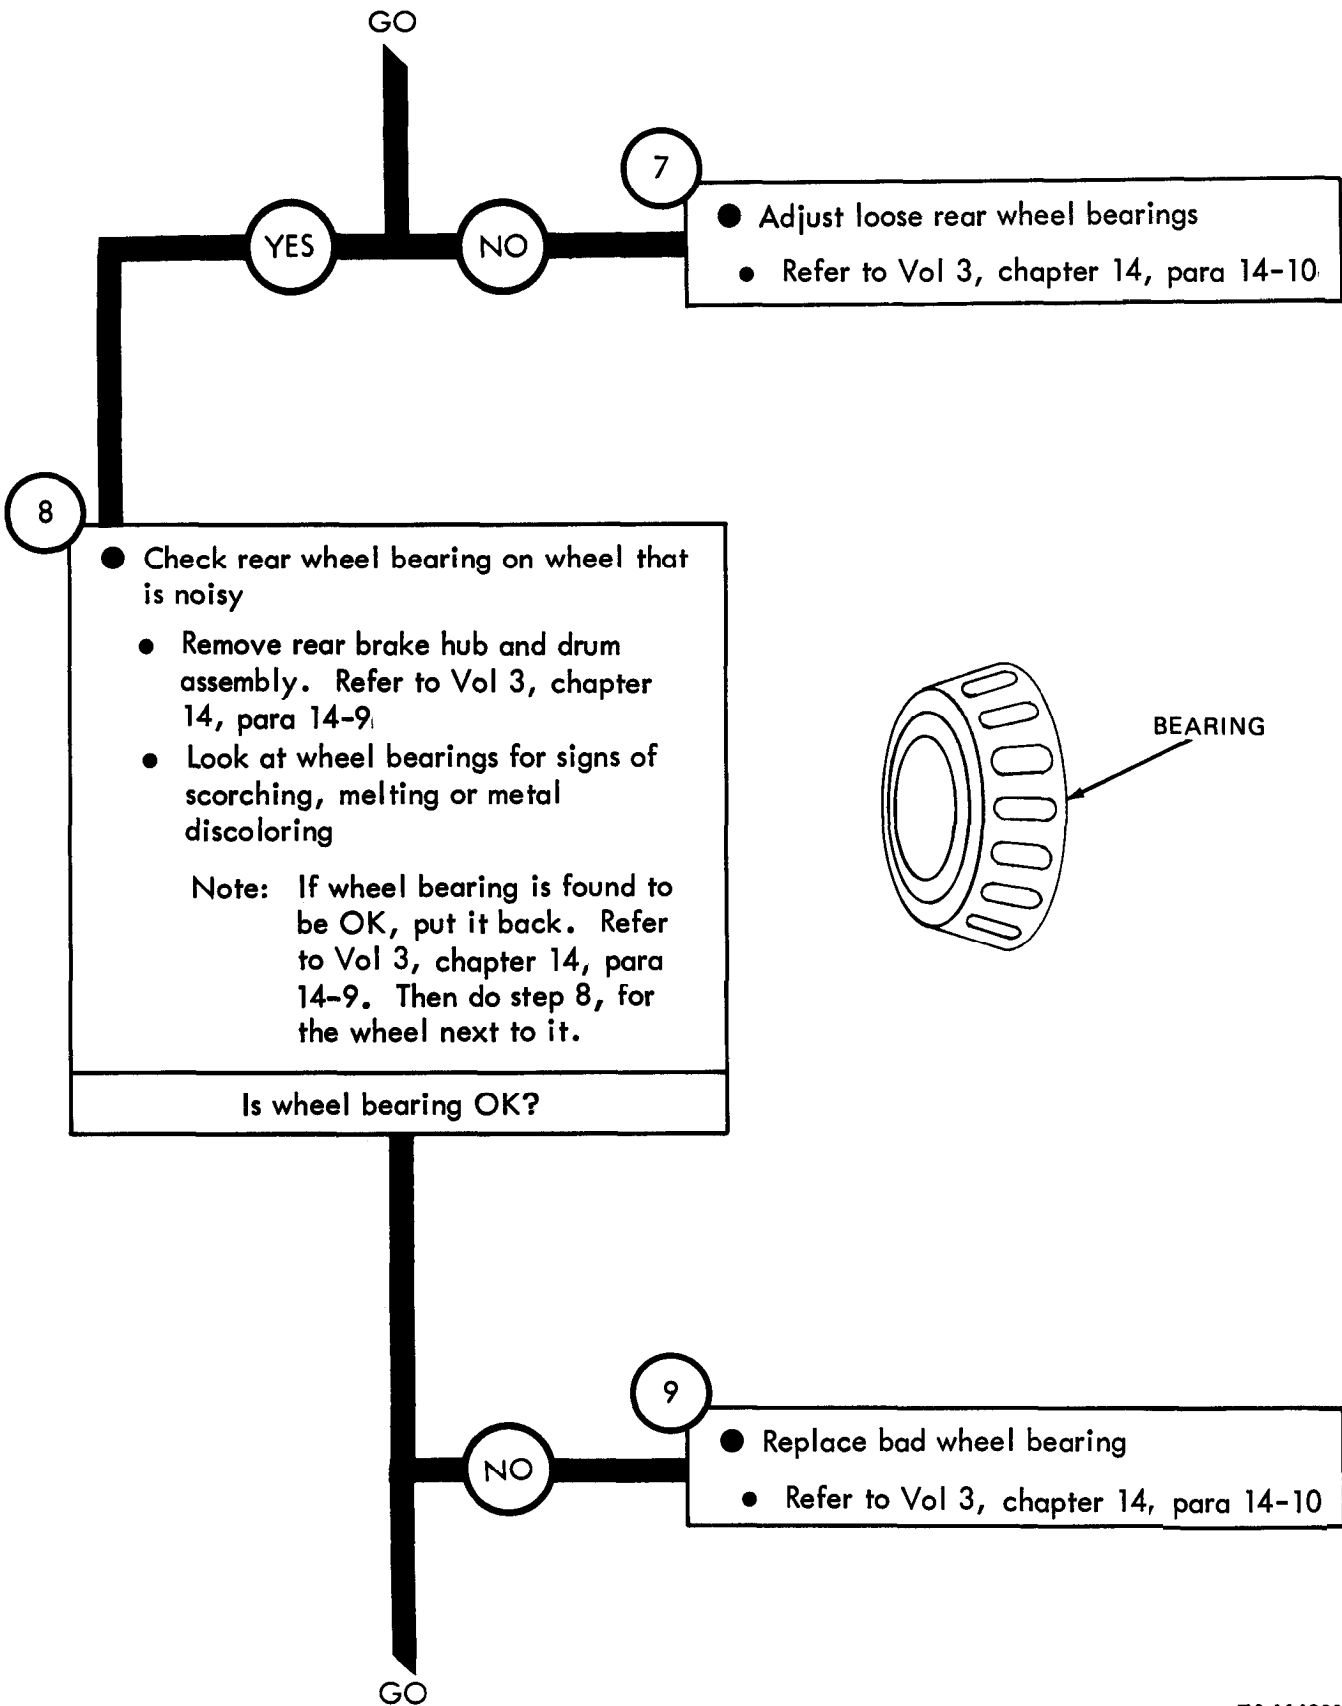 GO
7
● Adjust loose rear wheel bearings
● Refer to Vol 3, chapter 14, para 14-10
YES
NO
8
● Check rear wheel bearing on wheel that
is noisy
● Remove rear brake hub and drum
assembly. Refer to Vol 3, chapter
14, para 14-9
● Look at wheel bearings for signs of
scorching, melting or metal
discoloring
Note: If wheel bearing is found to
be OK, put it back. Refer
to Vol 3, chapter 14, para
14-9. Then do step 8, for
the wheel next to it.
Is wheel bearing OK?
BEARING
9
● Replace bad wheel bearing
● Refer to Vol 3, chapter 14, para 14-10
NO
GO